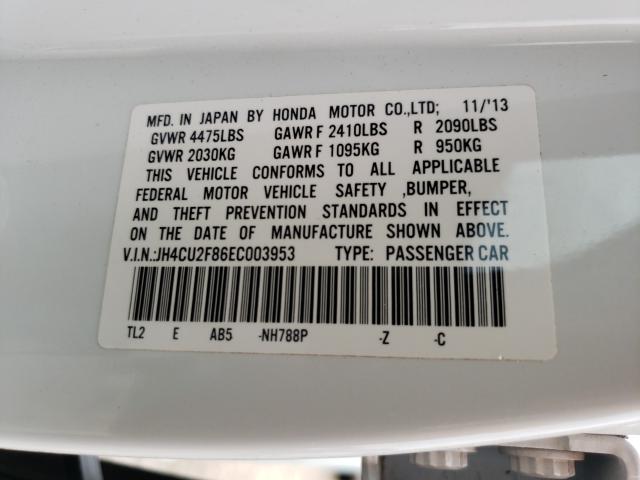 MFD. IN JAPAN BY HONDA MOTOR CO.,LTD; 11/'13
GVWR 4475LBS GAWR F 2410LBS R 2090LBS
GVWR 2030KG GAWR F 1095KG R 950KG
THIS VEHICLE CONFORMS TO ALL APPLICABLE
FEDERAL MOTOR VEHICLE SAFETY ,BUMPER,
AND THEFT PREVENTION STANDARDS IN EFFECT
ON THE DATE OF MANUFACTURE SHOWN ABOVE.
V.I.N.:JH4CU2F86EC003953 TYPE: PASSENGER CAR
TL2 E AB5 -NH788P -Z -C